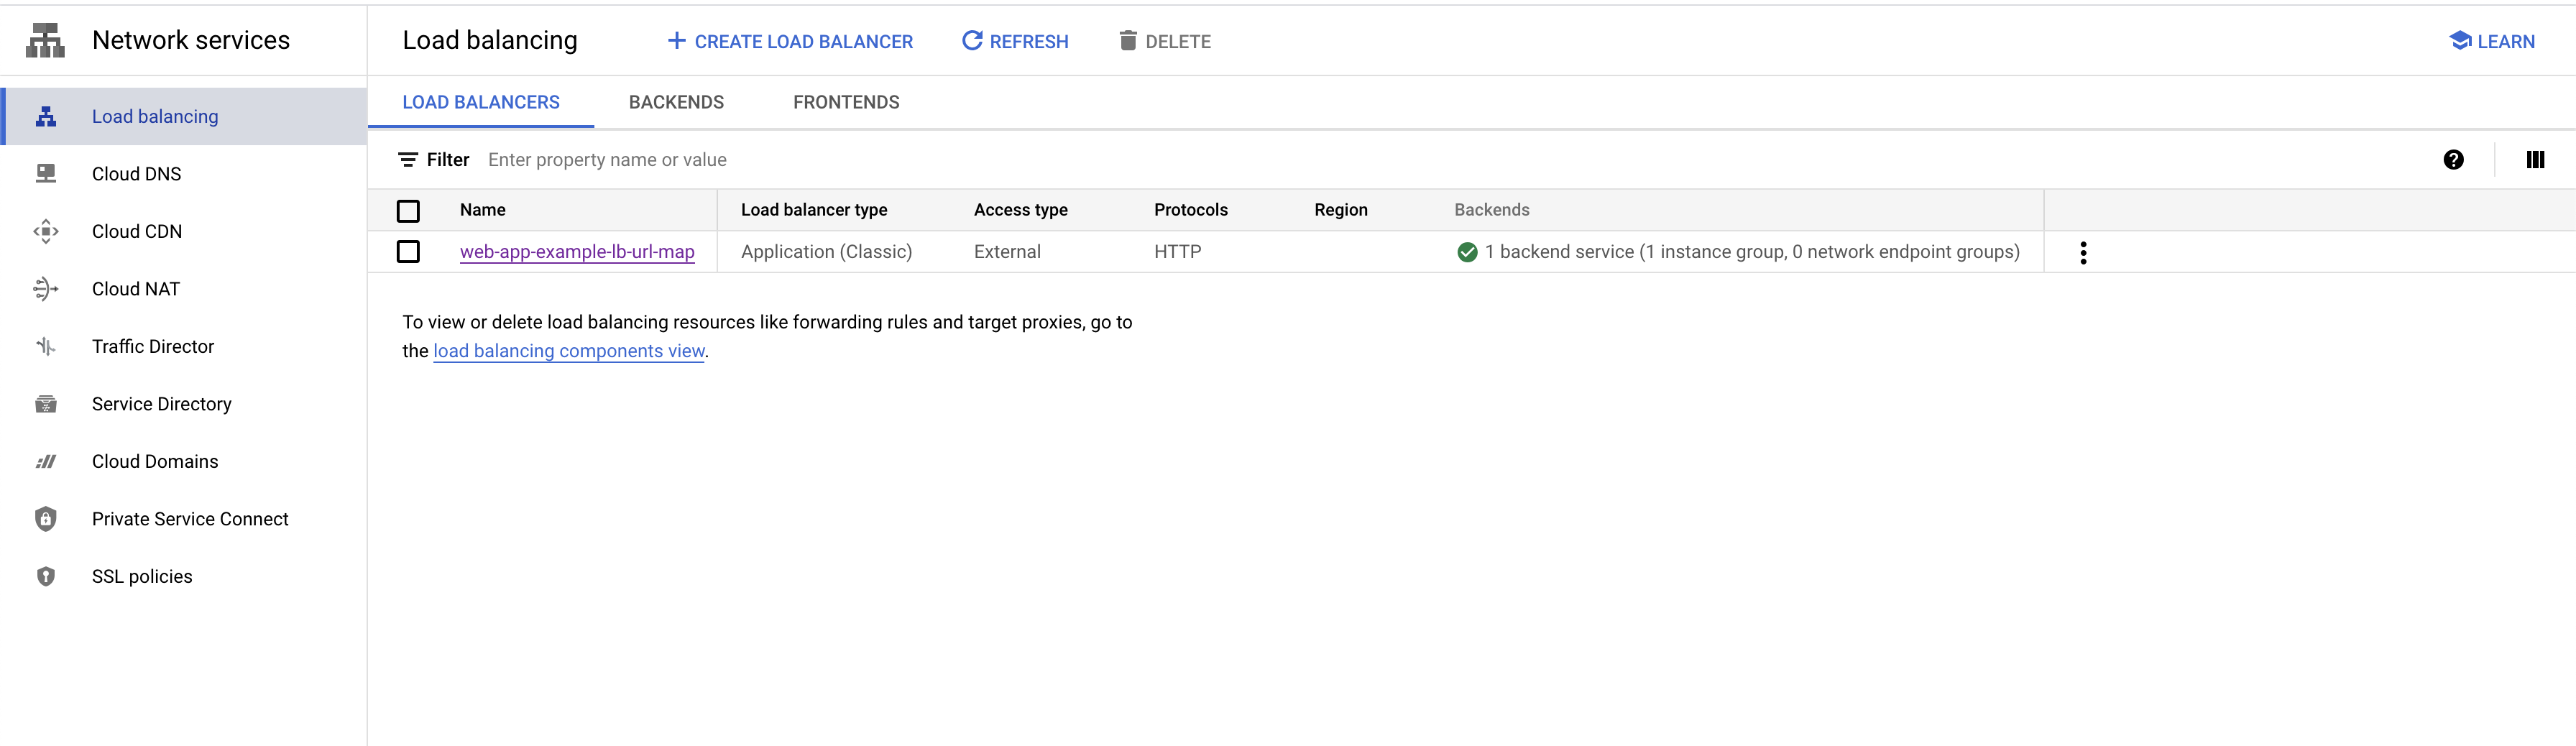 Network services
Load balancing
Cloud DNS
Cloud CDN
Cloud NAT
Traffic Director
Service Directory
Cloud Domains
Private Service Connect
SSL policies
Load balancing
CREATE LOAD BALANCER
REFRESH
DELETE
LEARN
LOAD BALANCERS BACKENDS FRONTENDS
Filter Enter property name or value
Name Load balancer type Access type Protocols Region Backends
web-app-example-lb-url-map Application (Classic) External HTTP 1 backend service (1 instance group, 0 network endpoint groups)
To view or delete load balancing resources like forwarding rules and target proxies, go to
the load balancing components view.